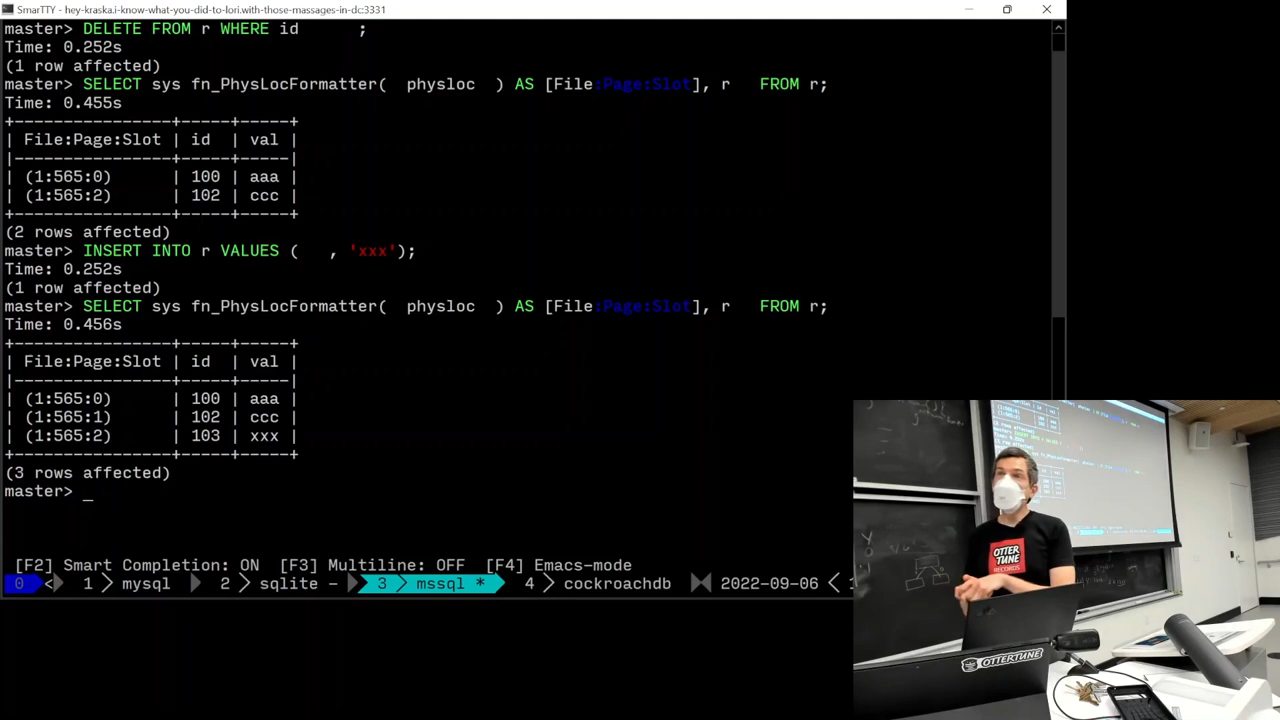 SmarTTY - hey-kraska.i-know-what-you-did-to-lori.with-those-massages-in-dc3331
master> DELETE FROM r WHERE id ;
Time: 0.252s
(1 row affected)
master> SELECT sys fn_PhysLocFormatter( physloc ) AS [File:Page:Slot], r FROM r;
Time: 0.455s
+-----------------+-----+-----+
| File:Page:Slot | id | val |
|-----------------+-----+-----|
| (1:565:0) | 100 | aaa |
| (1:565:2) | 102 | ccc |
+-----------------+-----+-----+
(2 rows affected)
master> INSERT INTO r VALUES ( , 'xxx');
Time: 0.252s
(1 row affected)
master> SELECT sys fn_PhysLocFormatter( physloc ) AS [File:Page:Slot], r FROM r;
Time: 0.456s
+-----------------+-----+-----+
| File:Page:Slot | id | val |
|-----------------+-----+-----|
| (1:565:0) | 100 | aaa |
| (1:565:1) | 102 | ccc |
| (1:565:2) | 103 | xxx |
+-----------------+-----+-----+
(3 rows affected)
master> _
[F2] Smart Completion: ON [F3] Multiline: OFF [F4] Emacs-mode
0 < 1 > mysql > 2 > sqlite - > 3 > mssql * > 4 > cockroachdb 2022-09-06 < 1
OTTER
TUNE
RECORDS
OTTERTUNE